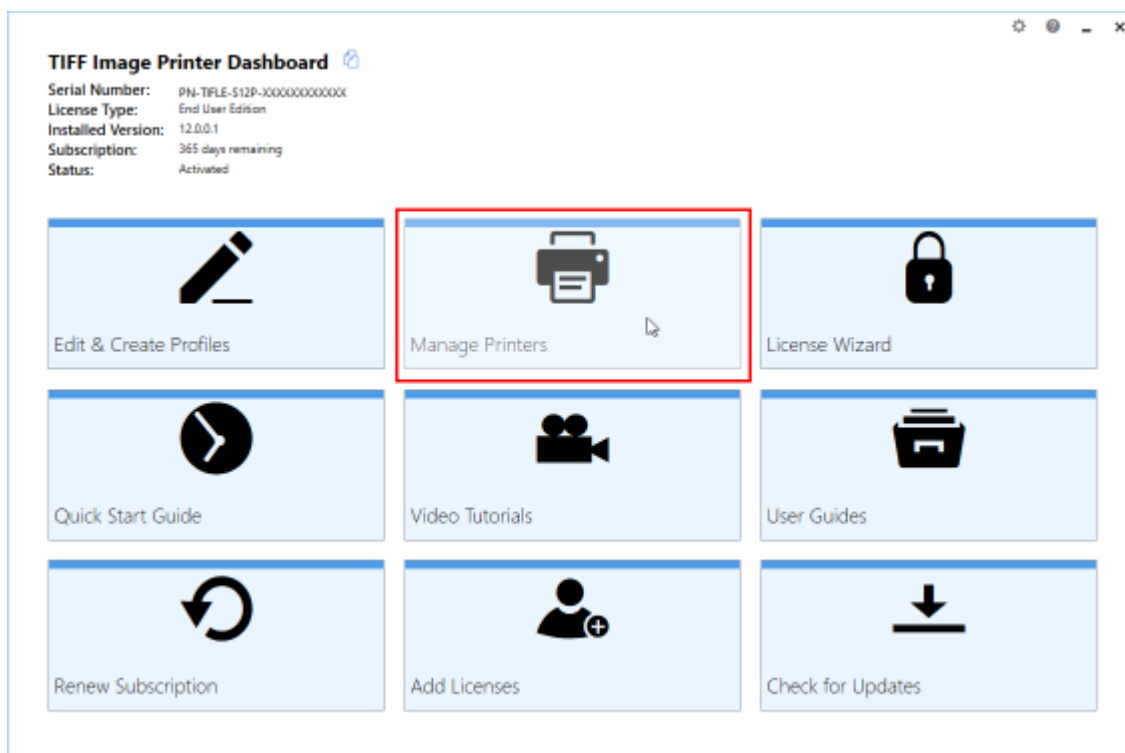 TIFF Image Printer Dashboard
Serial Number: PN-TIFLE-S12P-XXXXXXXXXXXX
License Type: End User Edition
Installed Version: 12.0.0.1
Subscription: 365 days remaining
Status: Activated
Edit & Create Profiles
Manage Printers
License Wizard
Quick Start Guide
Video Tutorials
User Guides
Renew Subscription
Add Licenses
Check for Updates